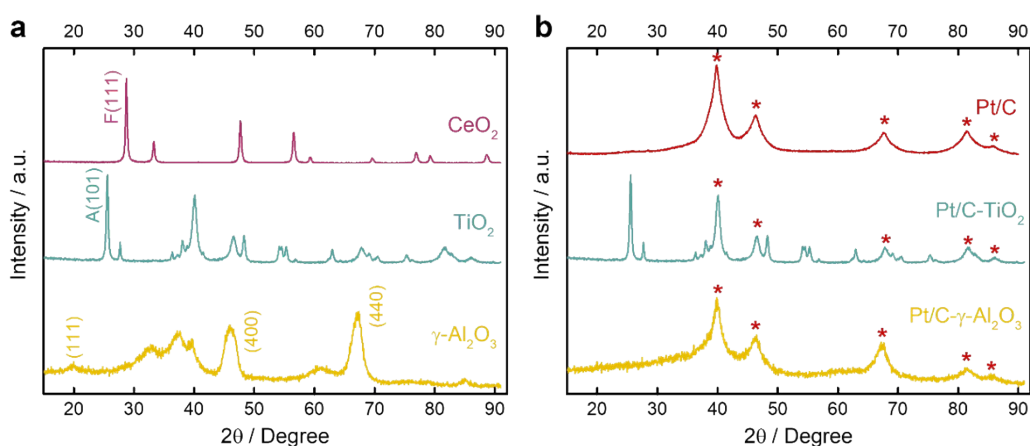 a
20 30 40 50 60 70 80 90
F(111)
CeO₂
A(101)
TiO₂
(111)
(400)
(440)
γ-Al₂O₃
Intensity / a.u.
20 30 40 50 60 70 80 90
2θ / Degree
b
20 30 40 50 60 70 80 90
* * * * *
Pt/C
* * * * *
Pt/C-TiO₂
* * * * *
Pt/C-γ-Al₂O₃
Intensity / a.u.
20 30 40 50 60 70 80 90
2θ / Degree